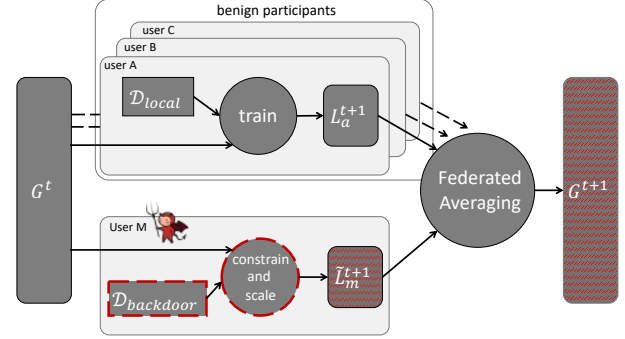 benign participants
user C
user B
user A
𝒟_local
train
L_a^{t+1}
G^t
Federated
Averaging
G^{t+1}
User M
constrain
and
scale
𝒟_backdoor
L̃_m^{t+1}